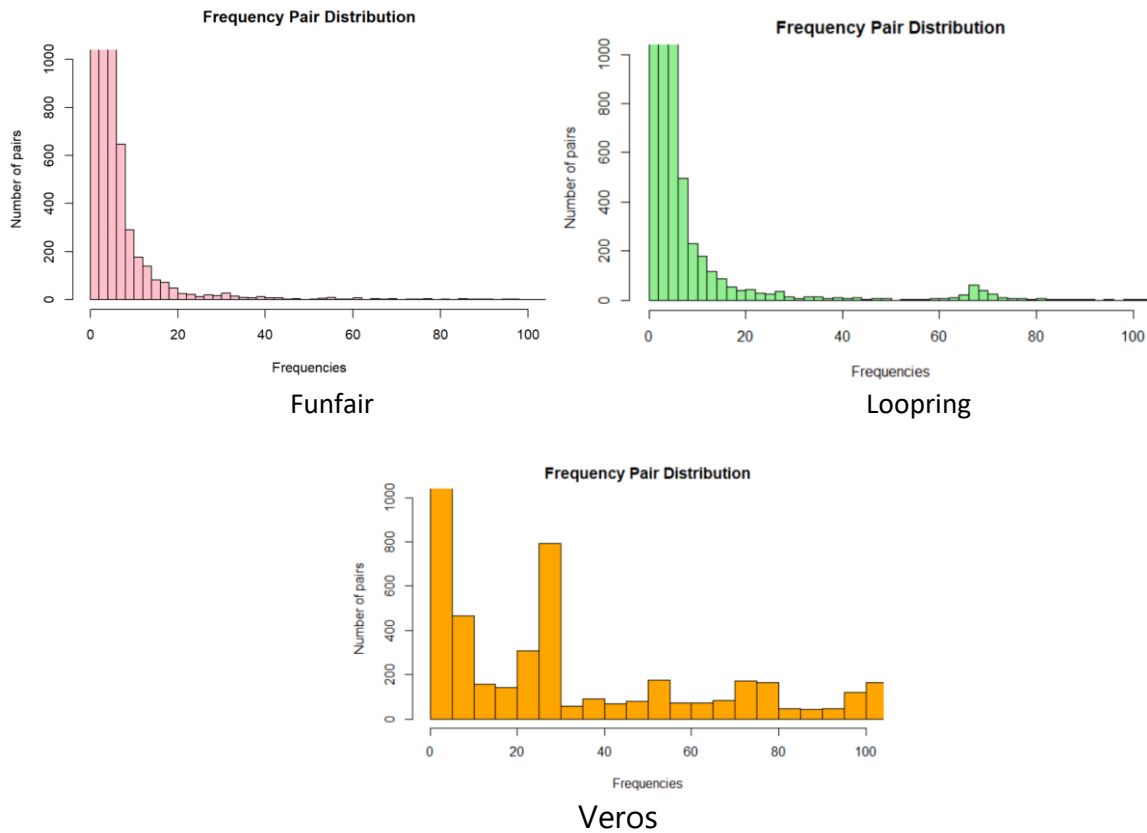 Frequency Pair Distribution
Number of pairs
1000
800
600
400
200
0
0 20 40 60 80 100
Frequencies
Funfair
Frequency Pair Distribution
Number of pairs
1000
800
600
400
200
0
0 20 40 60 80 100
Frequencies
Loopring
Frequency Pair Distribution
Number of pairs
1000
800
600
400
200
0
0 20 40 60 80 100
Frequencies
Veros